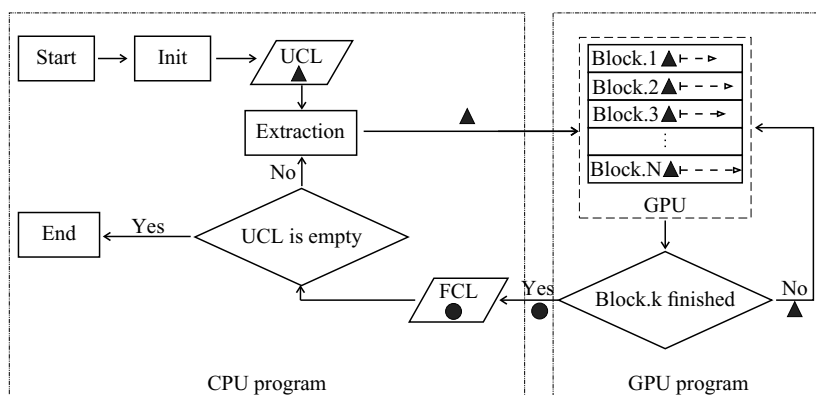 Start
Init
UCL
Extraction
No
UCL is empty
Yes
End
FCL
Yes
Block.1
Block.2
Block.3
⋮
Block.N
GPU
Block.k finished
No
CPU program
GPU program